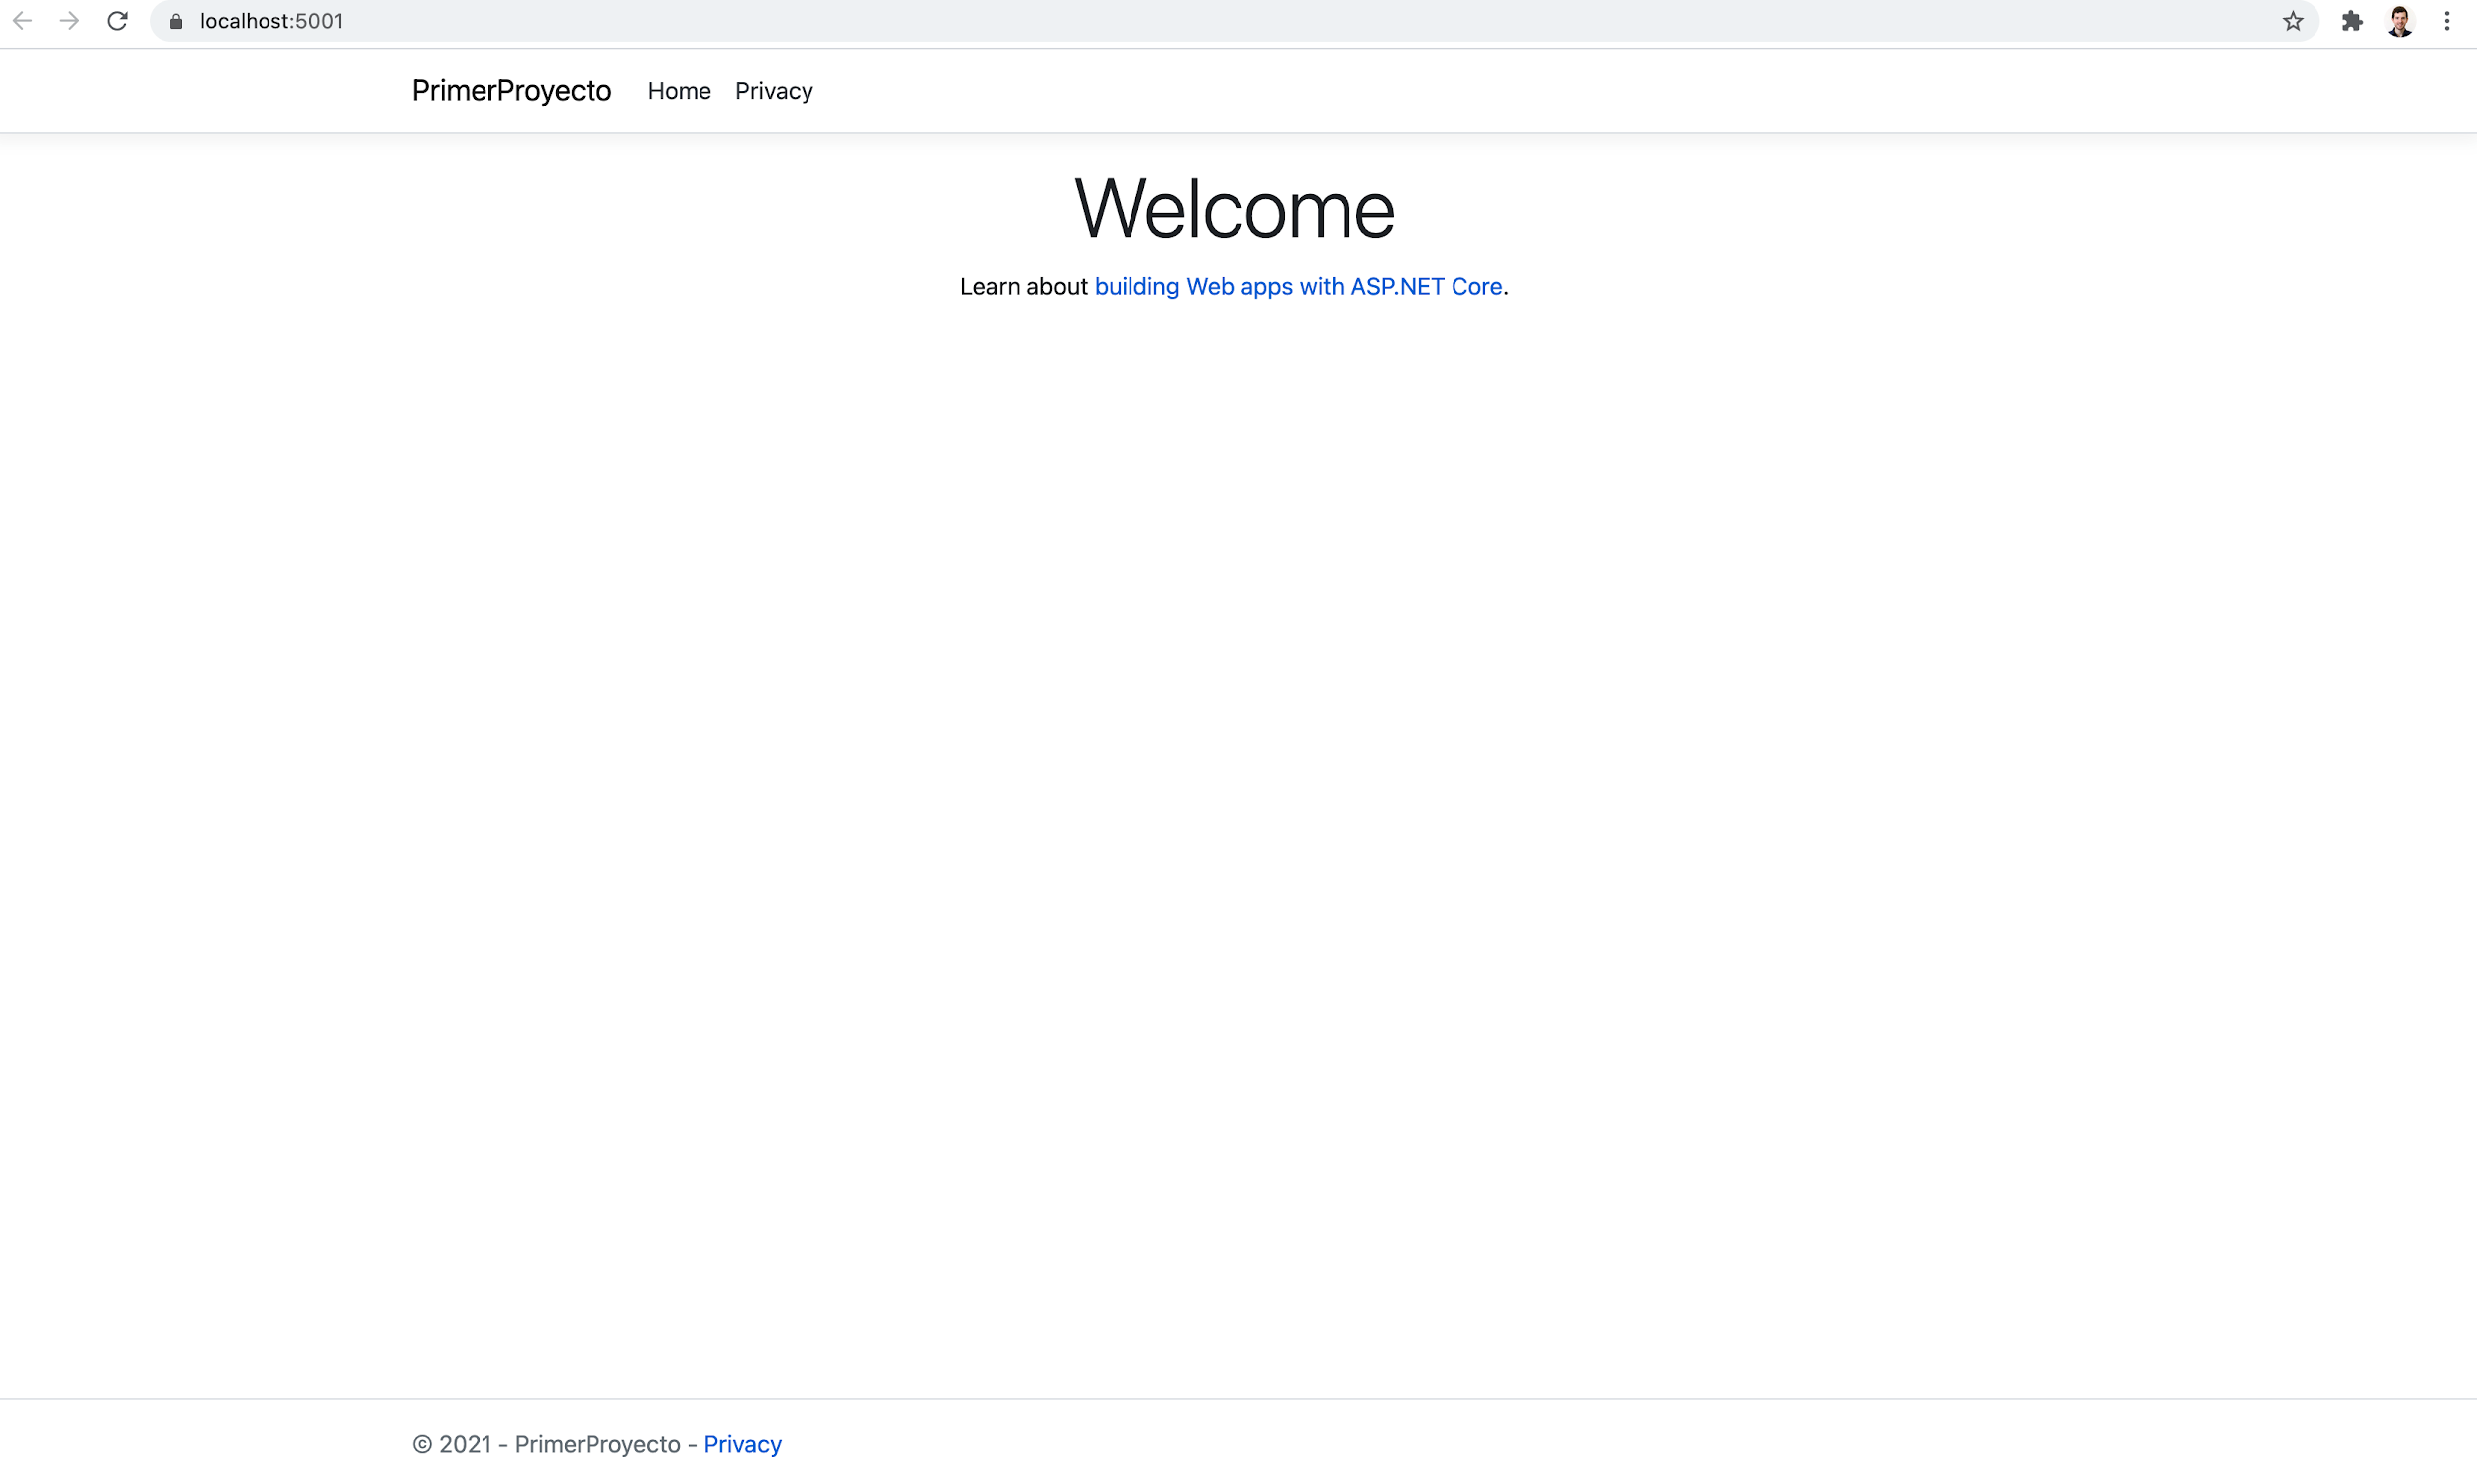 localhost:5001
PrimerProyecto Home Privacy
Welcome
Learn about building Web apps with ASP.NET Core.
© 2021 - PrimerProyecto - Privacy